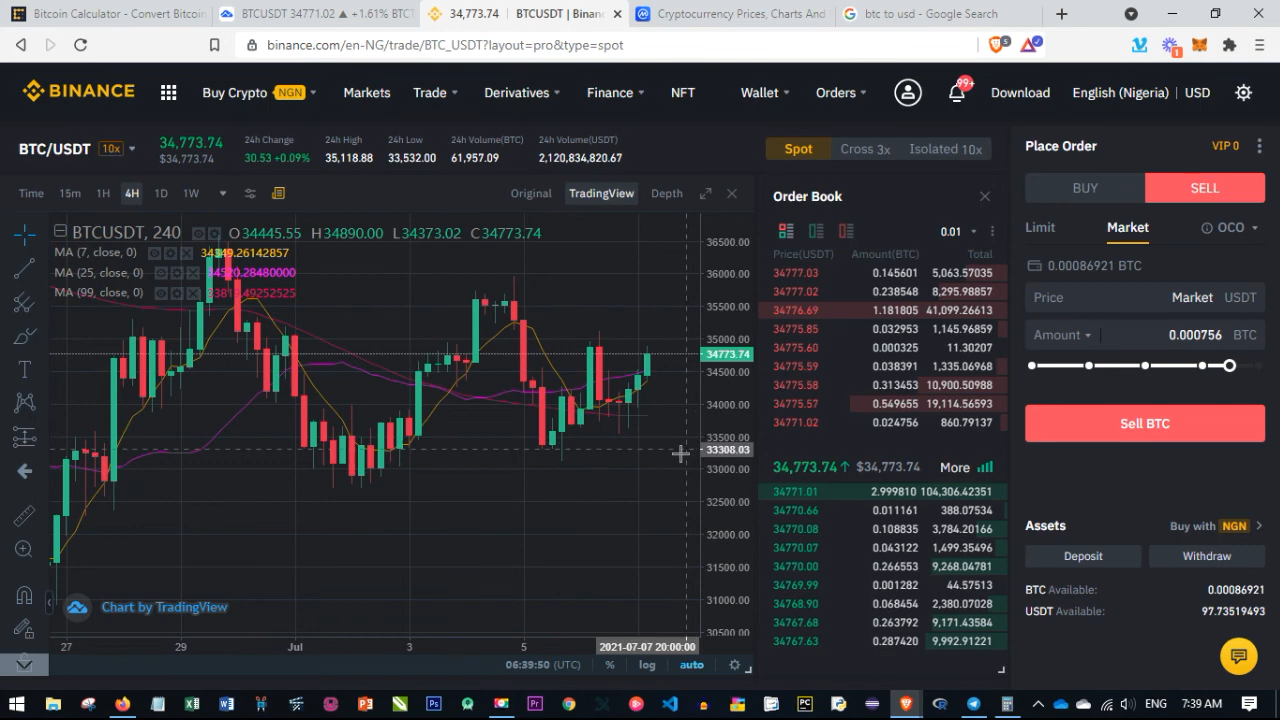 Bitcoin Calculator - Convert Bitcoin
BTCUSDT 34771.02 ▲ +1.61% BTC
34,773.74 | BTCUSDT | Binan
Cryptocurrency Prices, Charts And
btc to usd - Google Search
binance.com/en-NG/trade/BTC_USDT?layout=pro&type=spot
5
1
BINANCE
Buy Crypto NGN
Markets
Trade
Derivatives
Finance
NFT
Wallet
Orders
99+
Download
English (Nigeria) | USD
BTC/USDT 10x
34,773.74
$34,773.74
24h Change
30.53 +0.09%
24h High
35,118.88
24h Low
33,532.00
24h Volume(BTC)
61,957.09
24h Volume(USDT)
2,120,834,820.67
Spot
Cross 3x
Isolated 10x
Place Order
VIP 0
Time 15m 1H 4H 1D 1W
Original TradingView Depth
Order Book
BUY
SELL
BTCUSDT, 240
O34445.55 H34890.00 L34373.02 C34773.74
MA (7, close, 0) 34349.26142857
MA (25, close, 0) 34520.28480000
MA (99, close, 0)
36500.00
36000.00
35500.00
35000.00
34773.74
34500.00
34000.00
33500.00
33308.03
33000.00
32500.00
32000.00
31500.00
31000.00
30500.00
Chart by TradingView
27 29 Jul 3 5
2021-07-07 20:00:00
06:39:50 (UTC) % log auto
0.01
Price(USDT) Amount(BTC) Total
34777.03 0.145601 5,063.57035
34777.02 0.238548 8,295.98857
34776.69 1.181805 41,099.26613
34775.85 0.032953 1,145.96859
34775.60 0.000325 11.30207
34775.59 0.038391 1,335.06968
34775.58 0.313453 10,900.50988
34775.57 0.549655 19,114.56593
34771.02 0.024756 860.79137
34,773.74↑ $34,773.74 More
34771.01 2.999810 104,306.42351
34770.66 0.011161 388.07534
34770.08 0.108835 3,784.20166
34770.07 0.043122 1,499.35496
34770.00 0.266553 9,268.04781
34769.99 0.001282 44.57513
34768.90 0.068454 2,380.07028
34767.68 0.263792 9,171.43584
34767.63 0.287420 9,992.91221
Limit Market OCO
0.00086921 BTC
Price Market USDT
Amount 0.000756 BTC
Sell BTC
Assets
Buy with NGN
Deposit
Withdraw
BTC Available: 0.00086921
USDT Available: 97.73519493
ENG 7:39 AM